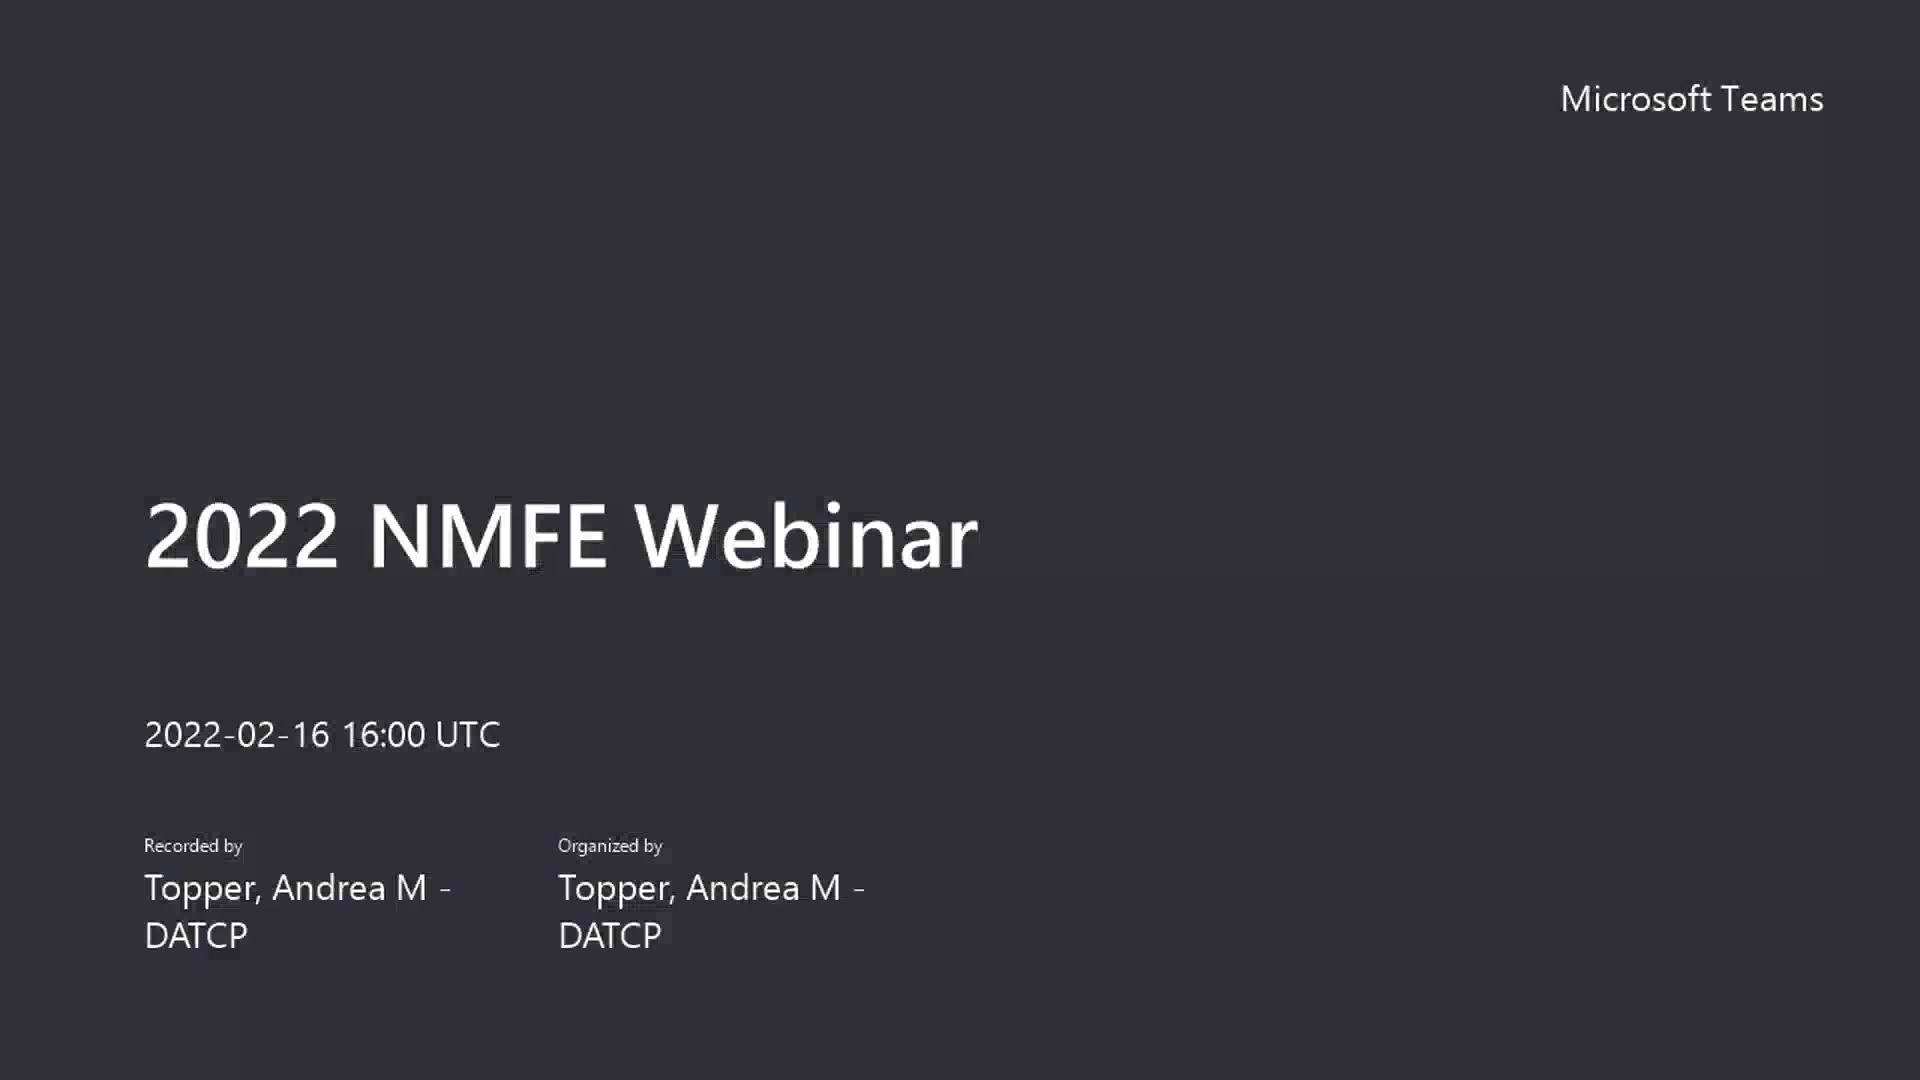 Microsoft Teams
2022 NMFE Webinar
2022-02-16 16:00 UTC
Recorded by
Topper, Andrea M -
DATCP
Organized by
Topper, Andrea M -
DATCP